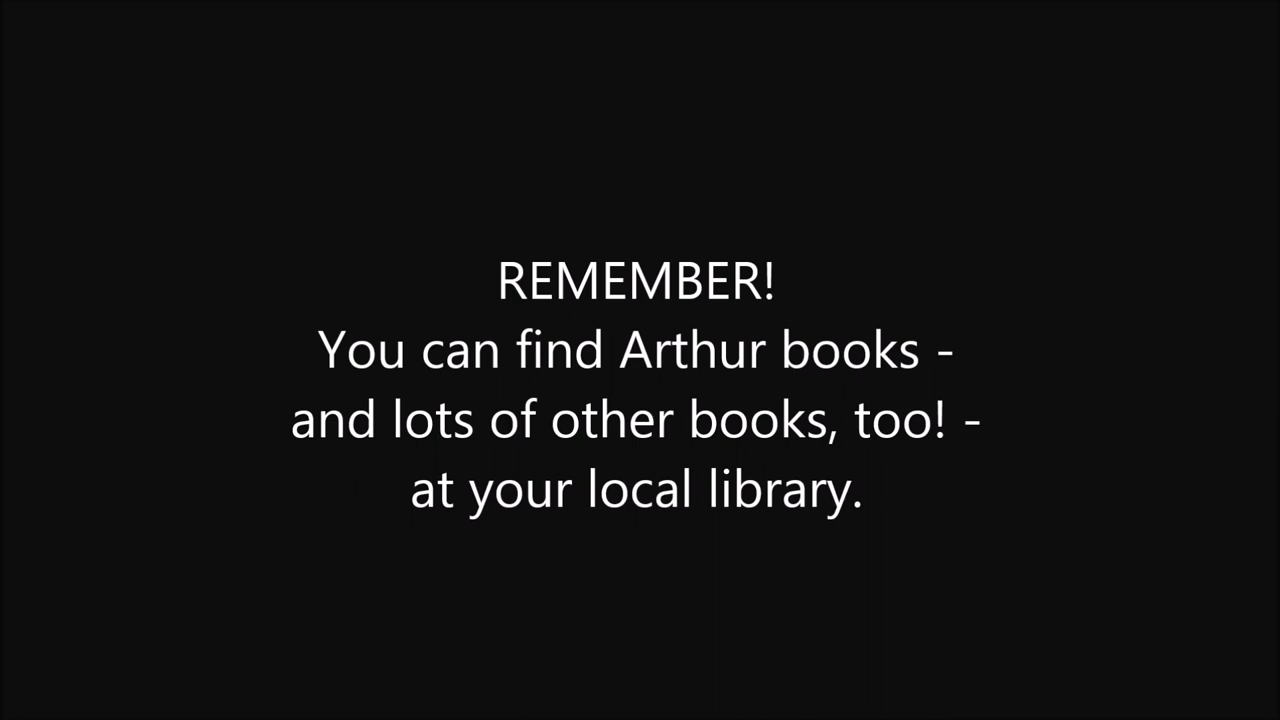 REMEMBER!
You can find Arthur books -
and lots of other books, too! -
at your local library.